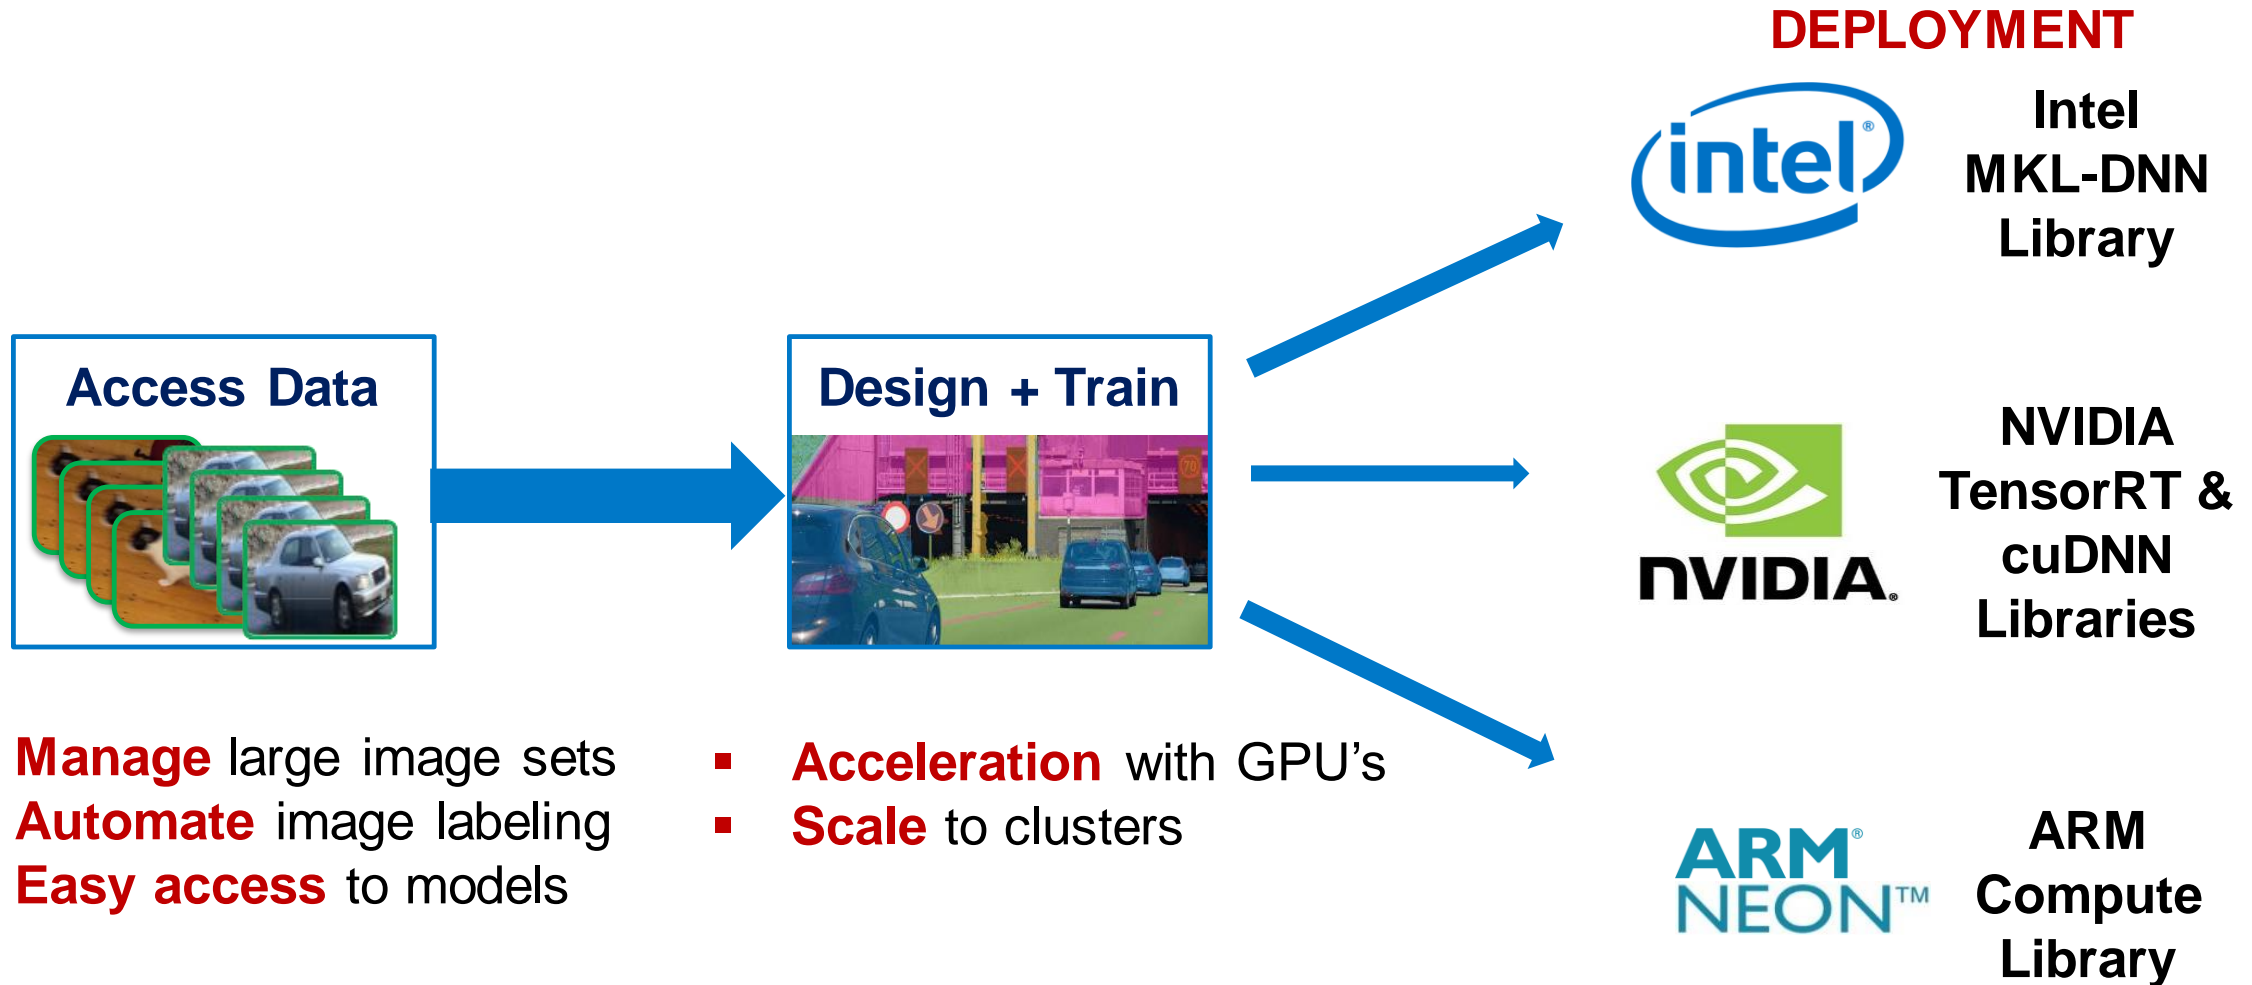 DEPLOYMENT
intel®
Intel
MKL-DNN
Library
Access Data
Design + Train
70
NVIDIA®
NVIDIA
TensorRT &
cuDNN
Libraries
Manage large image sets
Automate image labeling
Easy access to models
▪ Acceleration with GPU’s
▪ Scale to clusters
ARM®
NEON™
ARM
Compute
Library